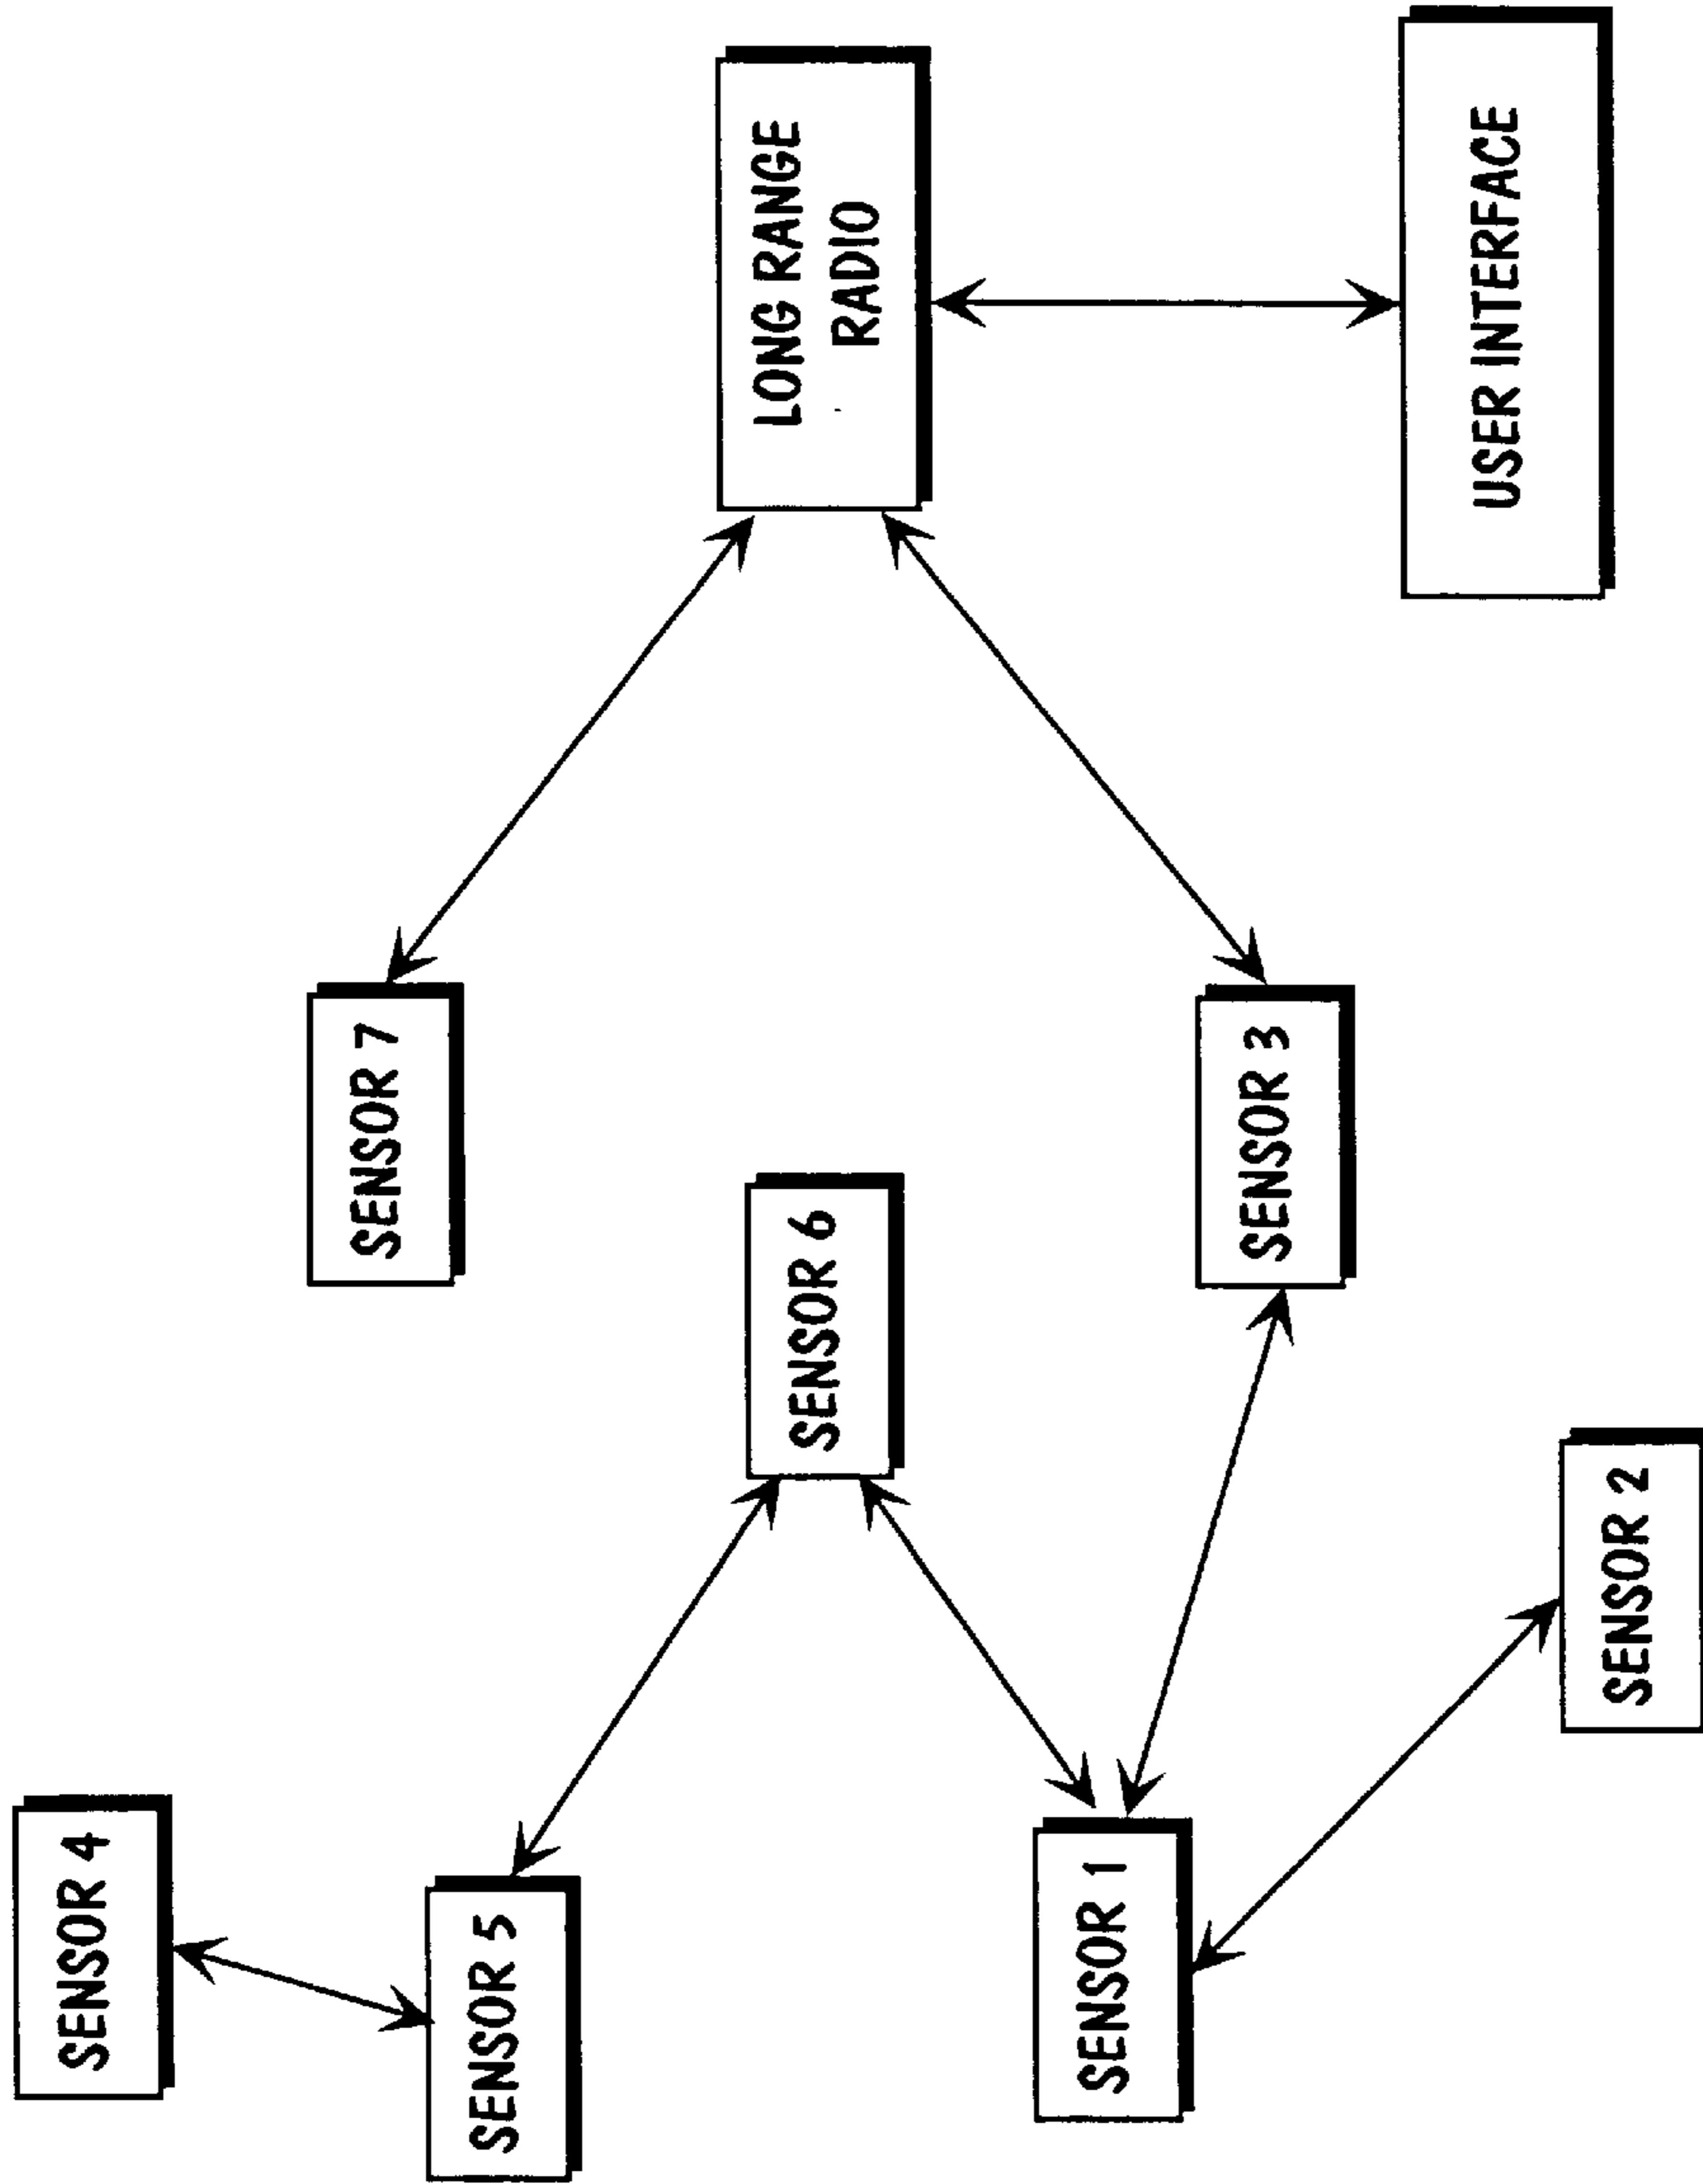 SENSOR 4
SENSOR 5
SENSOR 7
SENSOR 6
LONG RANGE
RADIO
SENSOR 1
SENSOR 3
USER INTERFACE
SENSOR 2